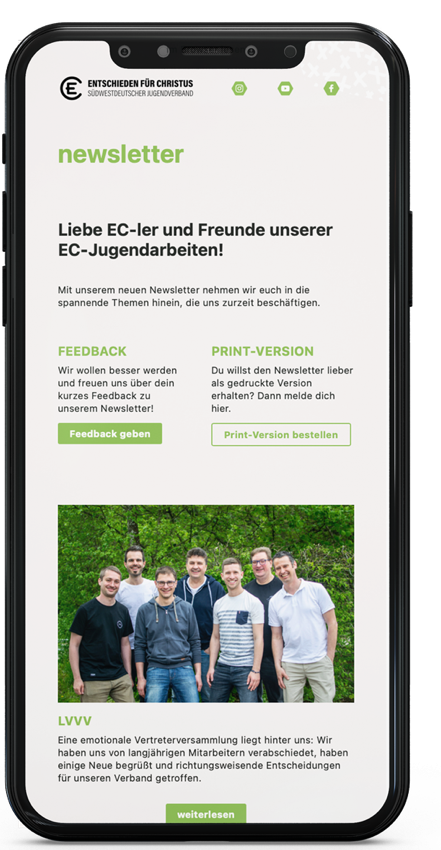 ENTSCHIEDEN FÜR CHRISTUS
SÜDWESTDEUTSCHER JUGENDVERBAND
newsletter
Liebe EC-ler und Freunde unserer
EC-Jugendarbeiten!
Mit unserem neuen Newsletter nehmen wir euch in die
spannende Themen hinein, die uns zurzeit beschäftigen.
FEEDBACK
Wir wollen besser werden
und freuen uns über dein
kurzes Feedback zu
unserem Newsletter!
Feedback geben
PRINT-VERSION
Du willst den Newsletter lieber
als gedruckte Version
erhalten? Dann melde dich
hier.
Print-Version bestellen
LVVV
Eine emotionale Vertreterversammlung liegt hinter uns: Wir
haben uns von langjährigen Mitarbeitern verabschiedet, haben
einige Neue begrüßt und richtungsweisende Entscheidungen
für unseren Verband getroffen.
weiterlesen